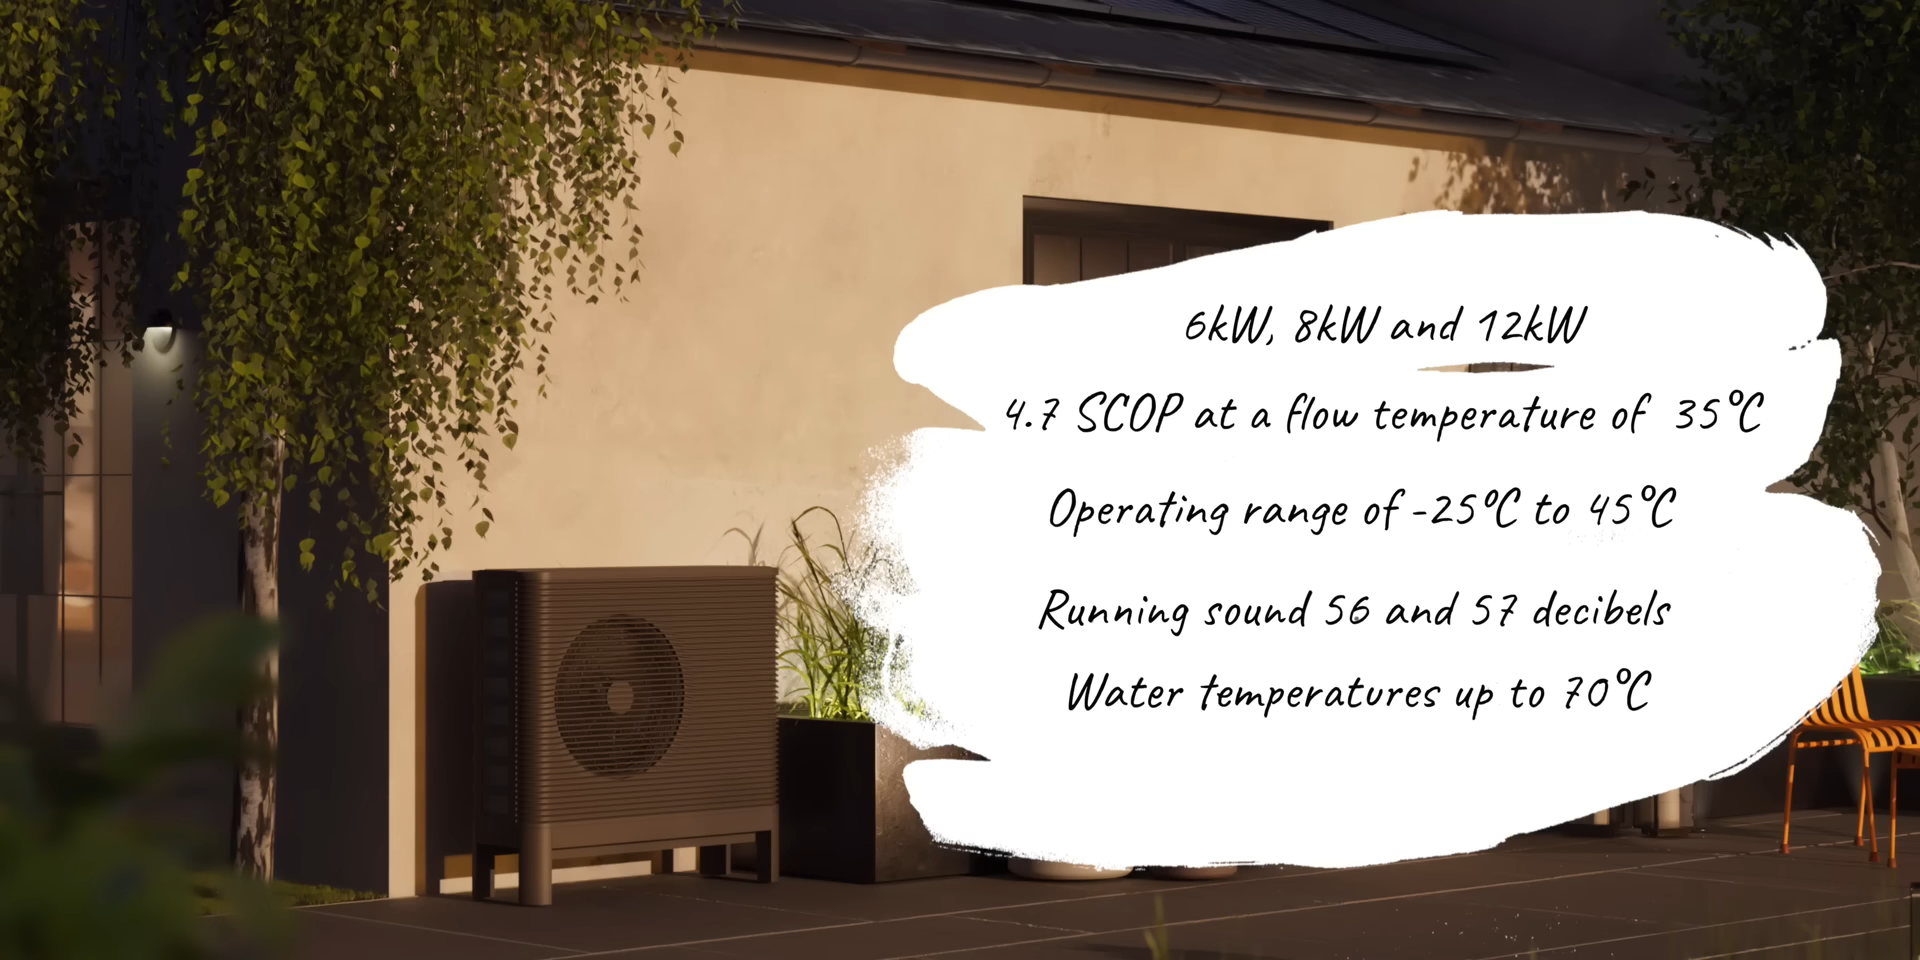 6kW, 8kW and 12kW
4.7 SCOP at a flow temperature of 35°C
Operating range of -25°C to 45°C
Running sound 56 and 57 decibels
Water temperatures up to 70°C